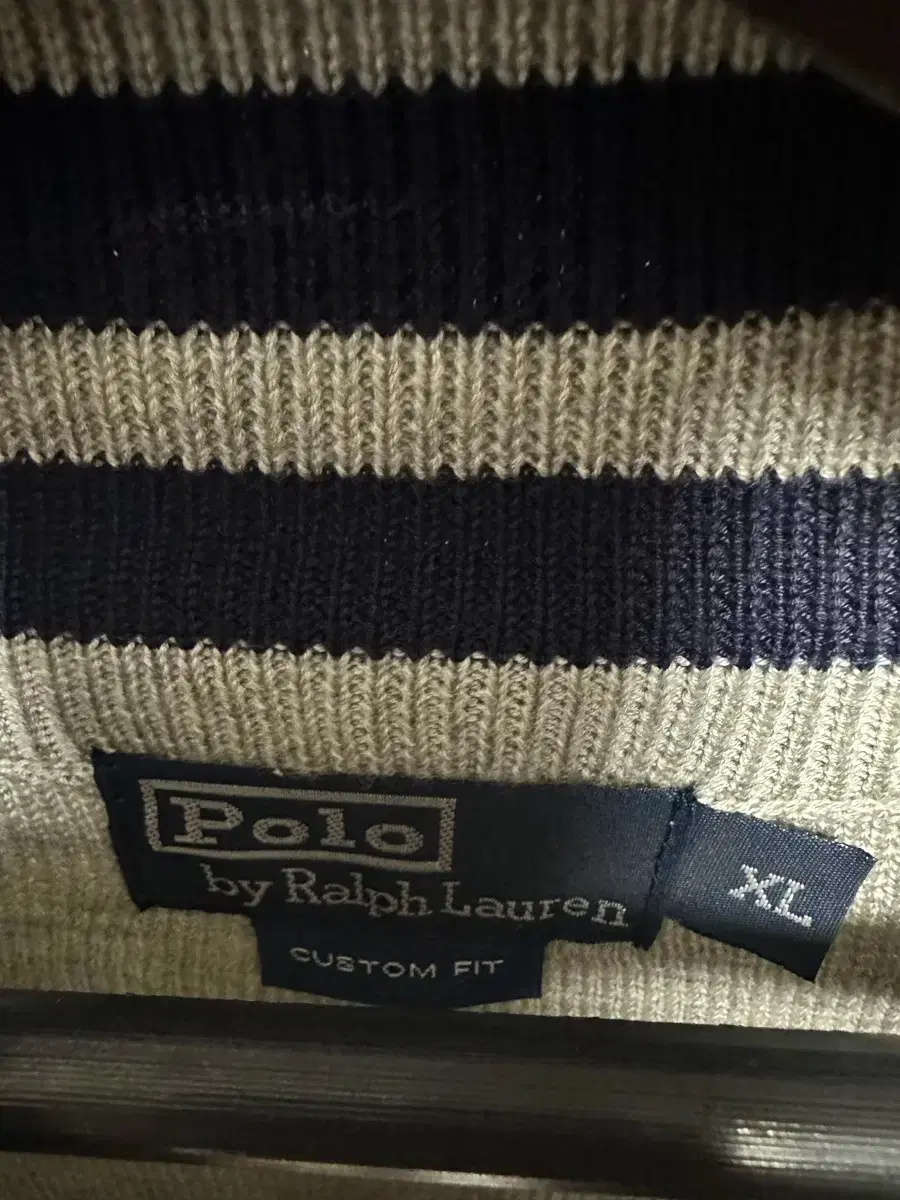 Polo
by Ralph Lauren
XL
CUSTOM FIT